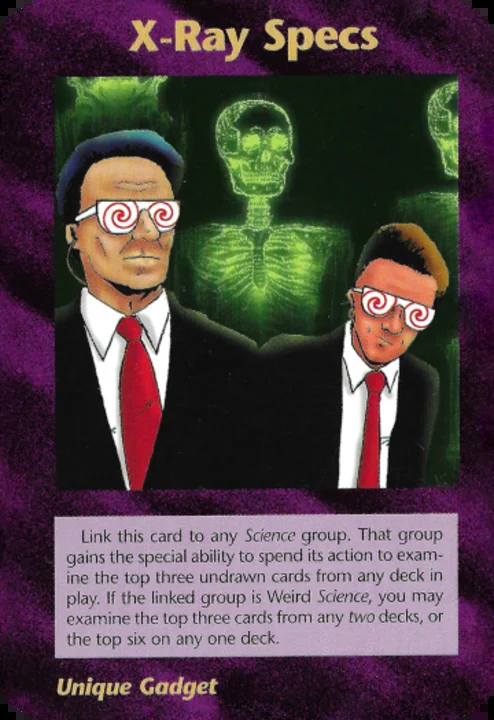 X-Ray Specs
Link this card to any Science group. That group
gains the special ability to spend its action to exam-
ine the top three undrawn cards from any deck in
play. If the linked group is Weird Science, you may
examine the top three cards from any two decks, or
the top six on any one deck.
Unique Gadget